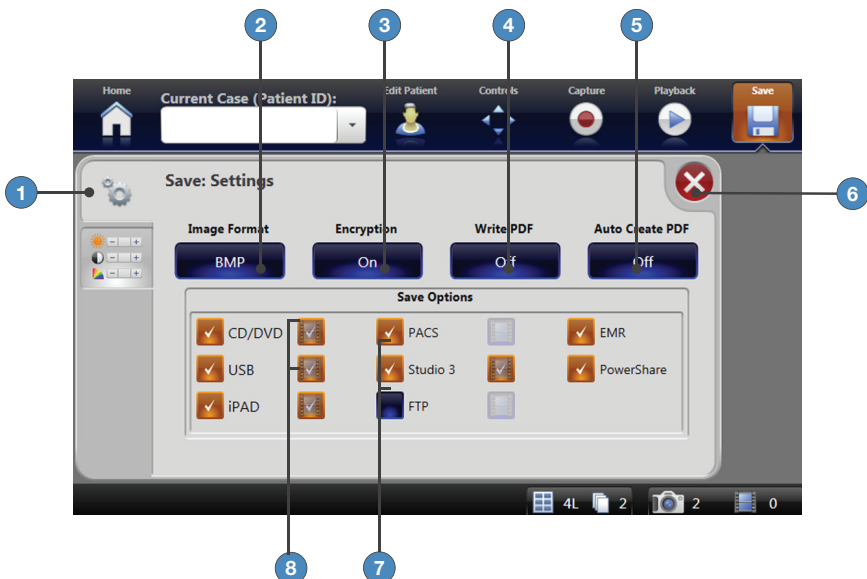 2 3 4 5
Home Edit Patient Controls Capture Playback Save
Current Case (Patient ID):
1
Save: Settings
6
Image Format Encryption Write PDF Auto Create PDF
BMP On Off Off
Save Options
CD/DVD PACS EMR
USB Studio 3 PowerShare
iPAD FTP
4L 2 2 0
8 7